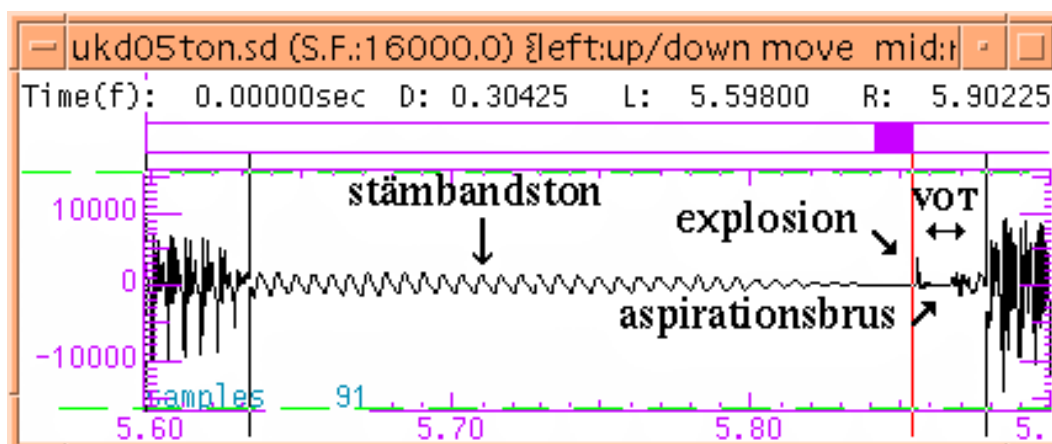 ukd05ton.sd (S.F.:16000.0) {left:up/down move mid:r
Time(f): 0.00000sec D: 0.30425 L: 5.59800 R: 5.90225
10000
stämbandston
explosion
VOT
0
aspirationsbrus
-10000
samples 91
5.60 5.70 5.80 5.